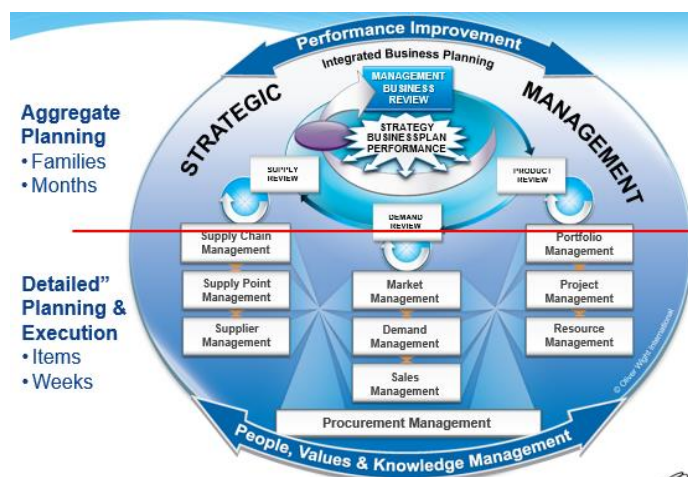 Performance Improvement
Integrated Business Planning
MANAGEMENT
BUSINESS
REVIEW
STRATEGIC
MANAGEMENT
Aggregate
Planning
• Families
• Months
STRATEGY
BUSINESSPLAN
PERFORMANCE
SUPPLY
REVIEW
PRODUCT
REVIEW
DEMAND
REVIEW
Supply Chain
Management
Portfolio
Management
Detailed”
Planning &
Execution
• Items
• Weeks
Supply Point
Management
Market
Management
Project
Management
Supplier
Management
Demand
Management
Resource
Management
Sales
Management
Procurement Management
People, Values & Knowledge Management
© Oliver Wight International